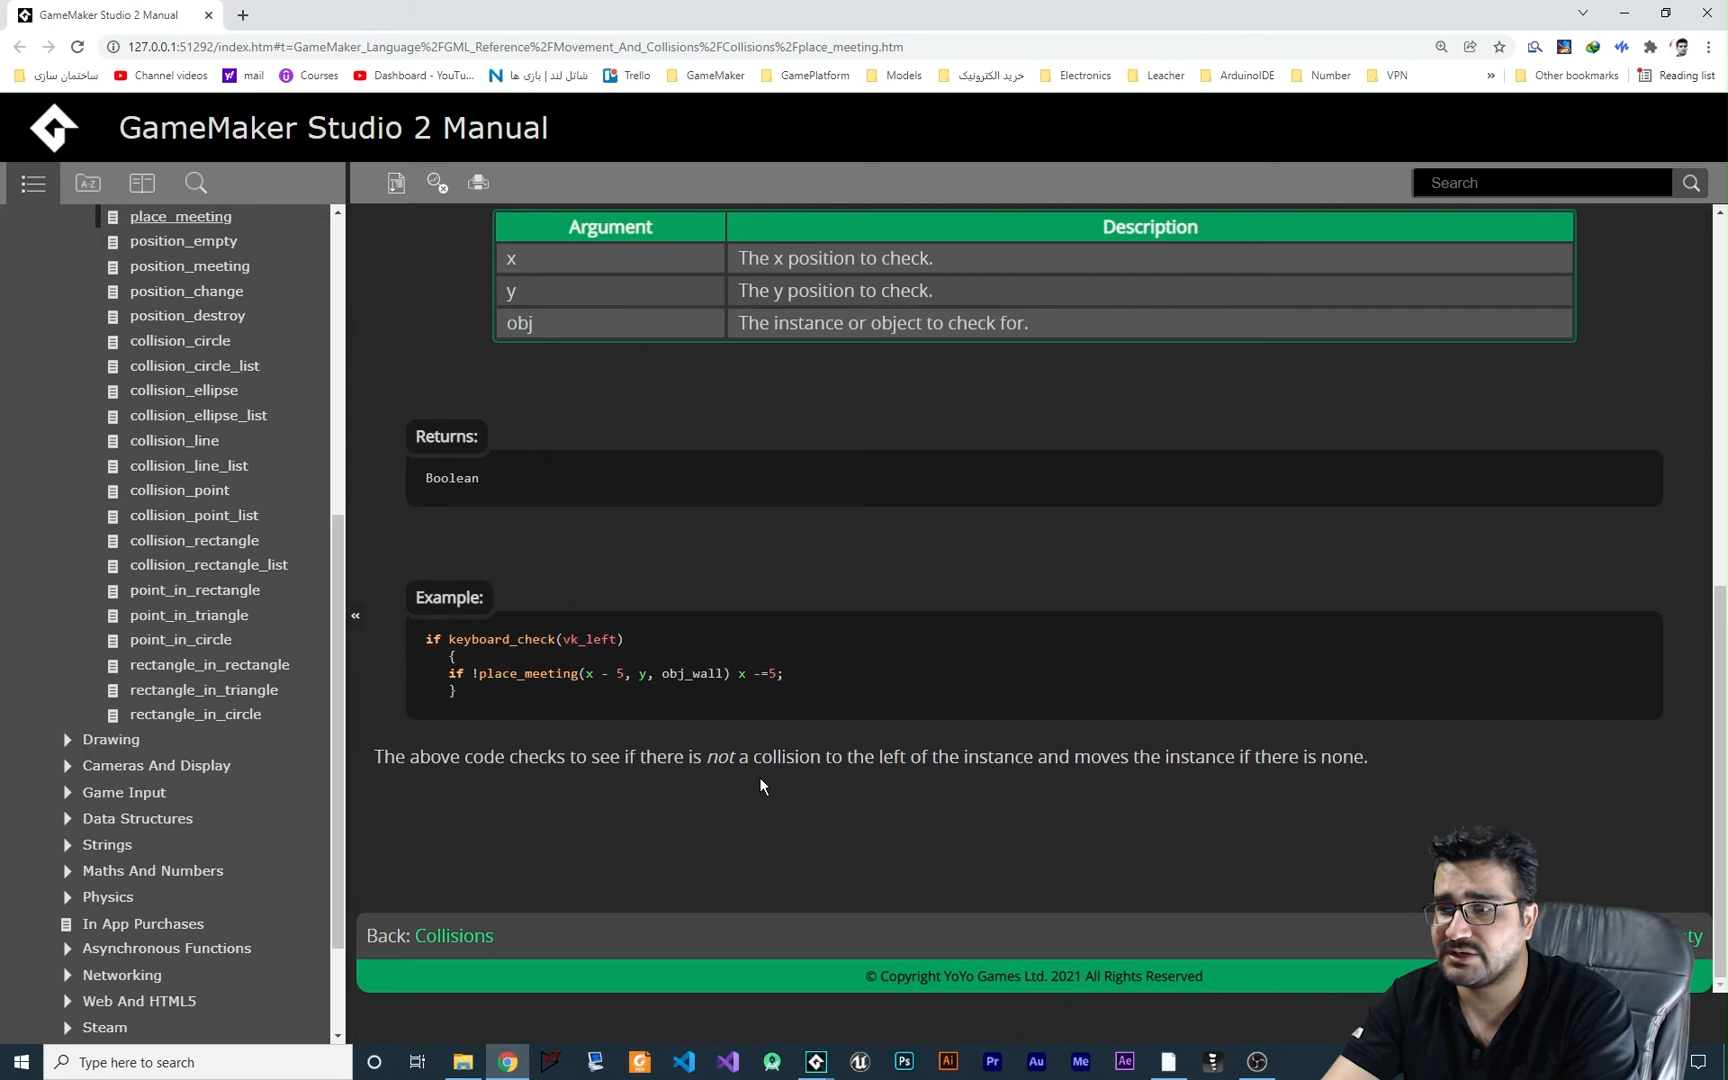 GameMaker Studio 2 Manual
127.0.0.1:51292/index.htm#t=GameMaker_Language%2FGML_Reference%2FMovement_And_Collisions%2FCollisions%2Fplace_meeting.htm
ساختمان سازی Channel videos mail Courses Dashboard - YouTu... شاتل لند | بازی ها Trello GameMaker GamePlatform Models خرید الکترونیک Electronics Leacher ArduinoIDE Number VPN » Other bookmarks Reading list
GameMaker Studio 2 Manual
A-Z
Search
place_meeting
position_empty
position_meeting
position_change
position_destroy
collision_circle
collision_circle_list
collision_ellipse
collision_ellipse_list
collision_line
collision_line_list
collision_point
collision_point_list
collision_rectangle
collision_rectangle_list
point_in_rectangle
point_in_triangle
point_in_circle
rectangle_in_rectangle
rectangle_in_triangle
rectangle_in_circle
Drawing
Cameras And Display
Game Input
Data Structures
Strings
Maths And Numbers
Physics
In App Purchases
Asynchronous Functions
Networking
Web And HTML5
Steam
«
Argument Description
x The x position to check.
y The y position to check.
obj The instance or object to check for.
Returns:
Boolean
Example:
if keyboard_check(vk_left)
{
if !place_meeting(x - 5, y, obj_wall) x -=5;
}
The above code checks to see if there is not a collision to the left of the instance and moves the instance if there is none.
Back: Collisions
ty
© Copyright YoYo Games Ltd. 2021 All Rights Reserved
Type here to search
Ps Ai Pr Au Me Ae